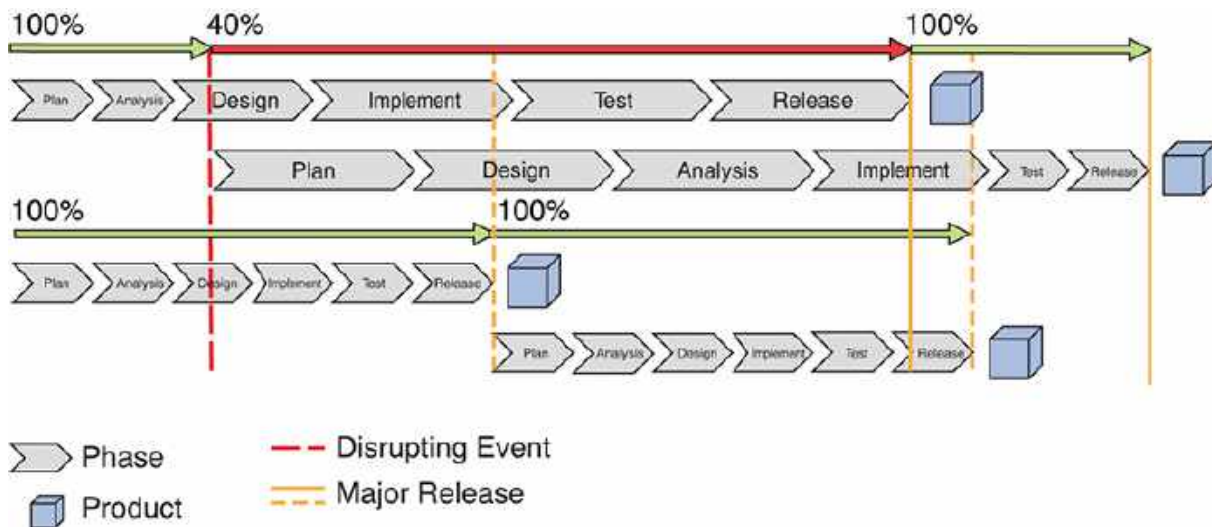 100% 40% 100%
Plan Analysis Design Implement Test Release
Plan Design Analysis Implement Test Release
100% 100%
Plan Analysis Design Implement Test Release
Plan Analysis Design Implement Test Release
Phase Disrupting Event
Product Major Release